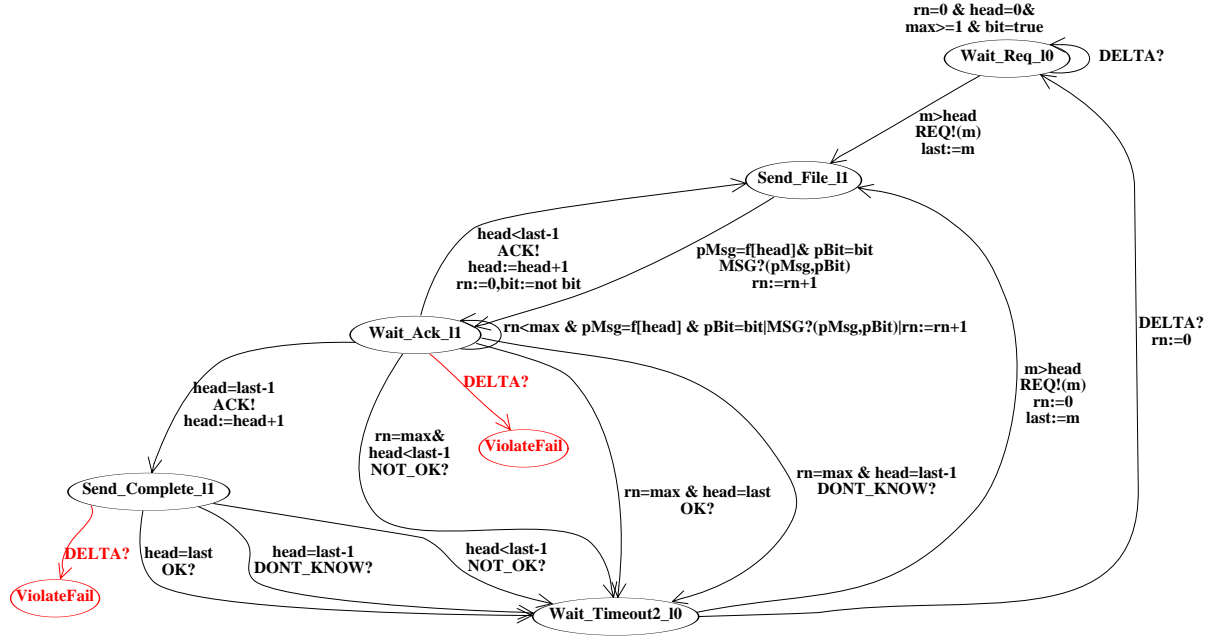 rn=0 & head=0&
max>=1 & bit=true
Wait_Req_l0
DELTA?
m>head
REQ!(m)
last:=m
Send_File_l1
head<last-1
ACK!
head:=head+1
rn:=0,bit:=not bit
pMsg=f[head]& pBit=bit
MSG?(pMsg,pBit)
rn:=rn+1
Wait_Ack_l1
rn<max & pMsg=f[head] & pBit=bit|MSG?(pMsg,pBit)|rn:=rn+1
DELTA?
rn:=0
head=last-1
ACK!
head:=head+1
DELTA?
m>head
REQ!(m)
rn:=0
last:=m
rn=max&
head<last-1
NOT_OK?
ViolateFail
rn=max & head=last
OK?
rn=max & head=last-1
DONT_KNOW?
Send_Complete_l1
DELTA?
head=last
OK?
head=last-1
DONT_KNOW?
head<last-1
NOT_OK?
ViolateFail
Wait_Timeout2_l0